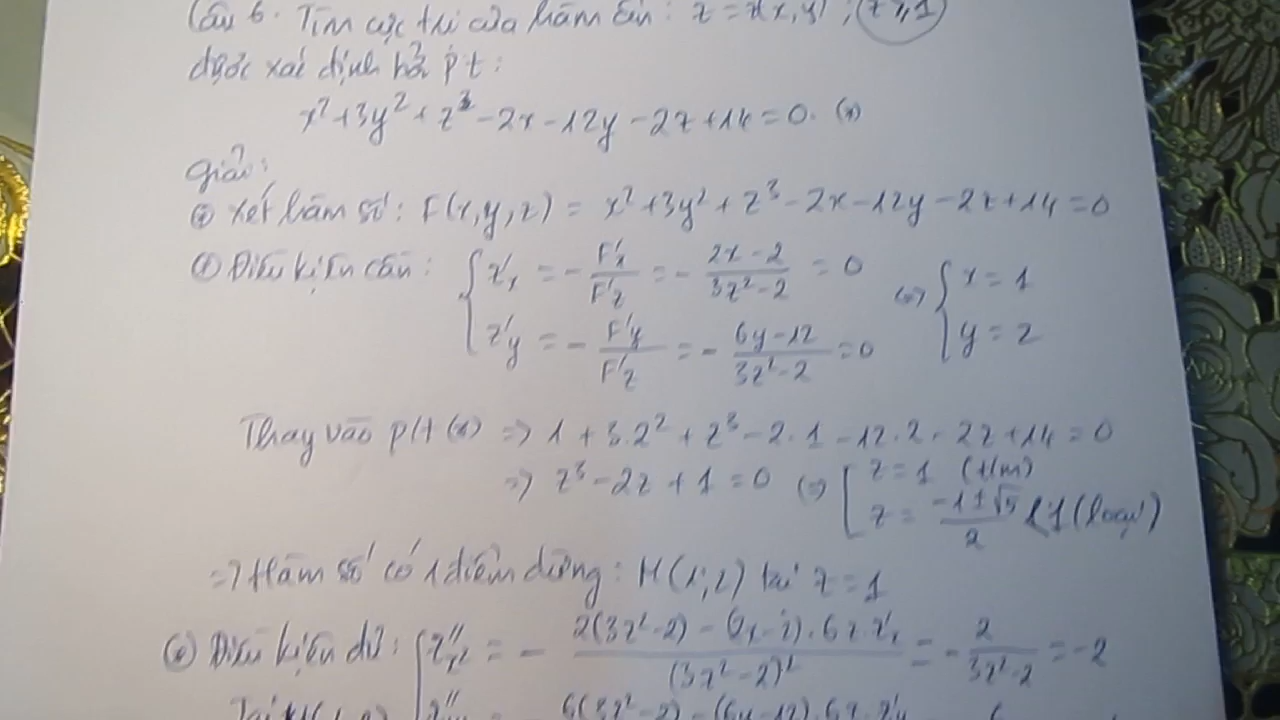 Câu 6. Tìm cực trị của hàm ẩn: z = z(x,y); (z ≥ 1)
được xác định bởi pt:
x² + 3y² + z³ - 2x - 12y - 2z + 14 = 0. (*)
Giải:
Xét hàm số: F(x,y,z) = x² + 3y² + z³ - 2x - 12y - 2z + 14 = 0
Điều kiện cần: { z'x = - F'x / F'z = - (2x - 2) / (3z² - 2) = 0
z'y = - F'y / F'z = - (6y - 12) / (3z² - 2) = 0
<=> { x = 1
y = 2
Thay vào p/t (*) => 1 + 3.2² + z³ - 2.1 - 12.2 - 2z + 14 = 0
=> z³ - 2z + 1 = 0 <=> [ z = 1 (t/m)
z = (-1 ± √5) / 2 < 1 (loại)
=> Hàm số có 1 điểm dừng: M(1;2) tại z = 1
Điều kiện đủ: { z''x² = - (2(3z² - 2) - (2x - 2).6z.z'x) / (3z² - 2)² = - 2 / (3z² - 2) = -2